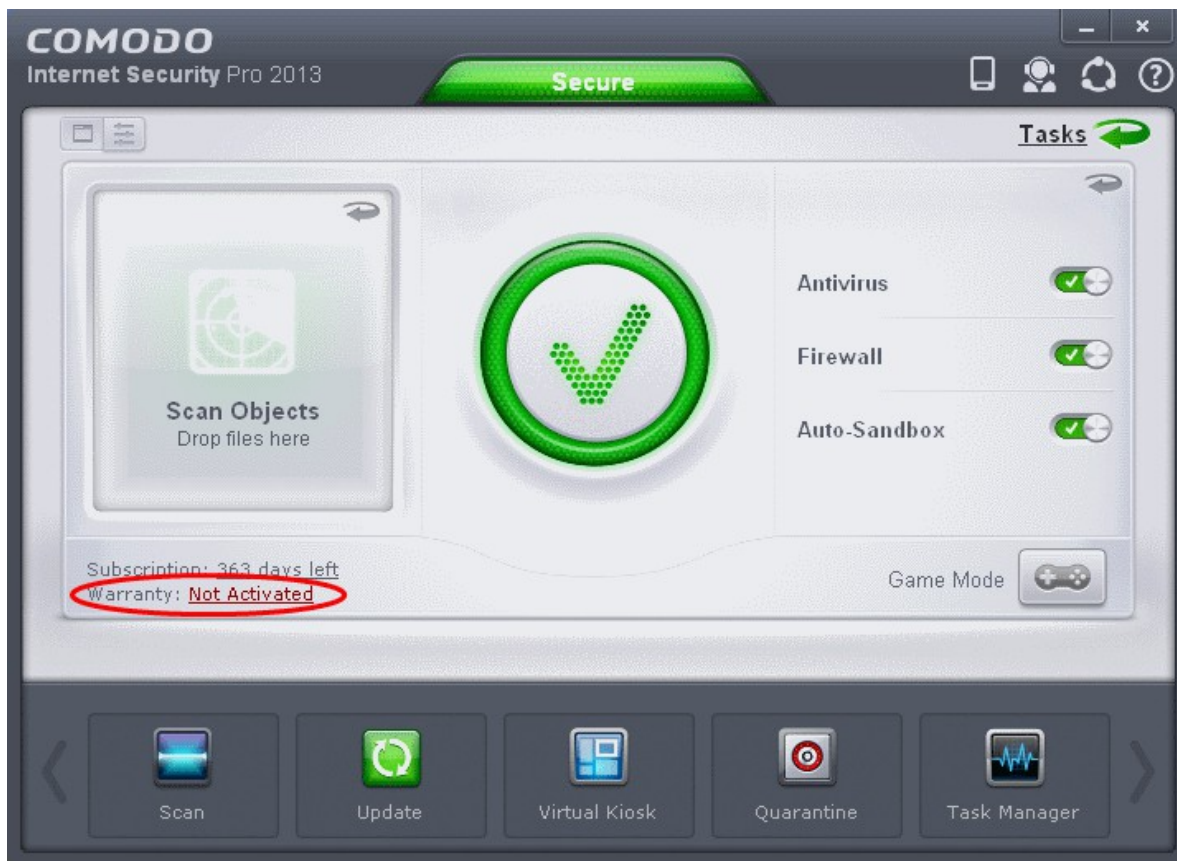 COMODO
Internet Security Pro 2013
Secure
Tasks
Scan Objects
Drop files here
Antivirus
Firewall
Auto-Sandbox
Subscription: 363 days left
Warranty: Not Activated
Game Mode
Scan
Update
Virtual Kiosk
Quarantine
Task Manager